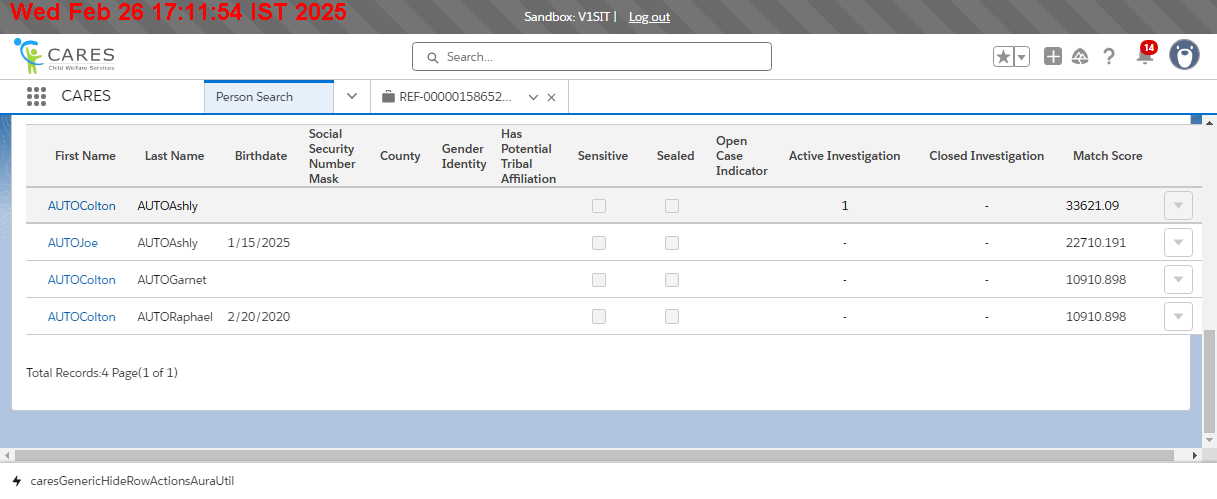 Wed Feb 26 17:11:54 IST 2025
Sandbox: V1SIT | Log out
CARES
Child Welfare Services
Search...
14
CARES
Person Search
REF-00000158652...
First Name Last Name Birthdate Social Security Number Mask County Gender Identity Has Potential Tribal Affiliation Sensitive Sealed Open Case Indicator Active Investigation Closed Investigation Match Score
AUTOColton AUTOAshly 1 - 33621.09
AUTOJoe AUTOAshly 1/15/2025 - - 22710.191
AUTOColton AUTOGarnet - - 10910.898
AUTOColton AUTORaphael 2/20/2020 - - 10910.898
Total Records:4 Page(1 of 1)
caresGenericHideRowActionsAuraUtil